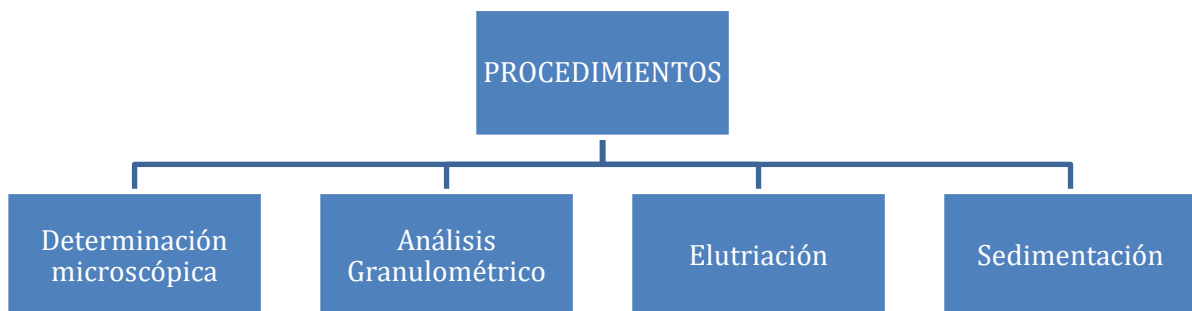 PROCEDIMIENTOS
Determinación
microscópica
Análisis
Granulométrico
Elutriación
Sedimentación